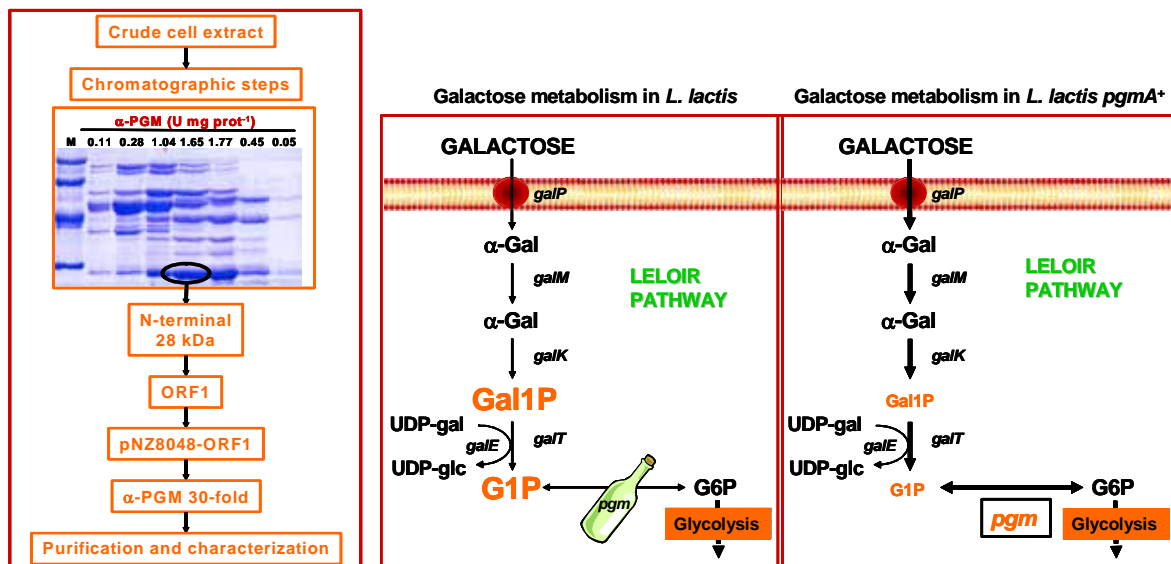 Crude cell extract
Chromatographic steps
α-PGM (U mg prot⁻¹)
M 0.11 0.28 1.04 1.65 1.77 0.45 0.05
N-terminal
28 kDa
ORF1
pNZ8048-ORF1
α-PGM 30-fold
Purification and characterization
Galactose metabolism in L. lactis
GALACTOSE
galP
α-Gal
galM
LELOIR
PATHWAY
α-Gal
galK
Gal1P
UDP-gal
galE
galT
UDP-glc
G1P
pgm
G6P
Glycolysis
Galactose metabolism in L. lactis pgmA⁺
GALACTOSE
galP
α-Gal
galM
LELOIR
PATHWAY
α-Gal
galK
Gal1P
UDP-gal
galE
galT
UDP-glc
G1P
pgm
G6P
Glycolysis